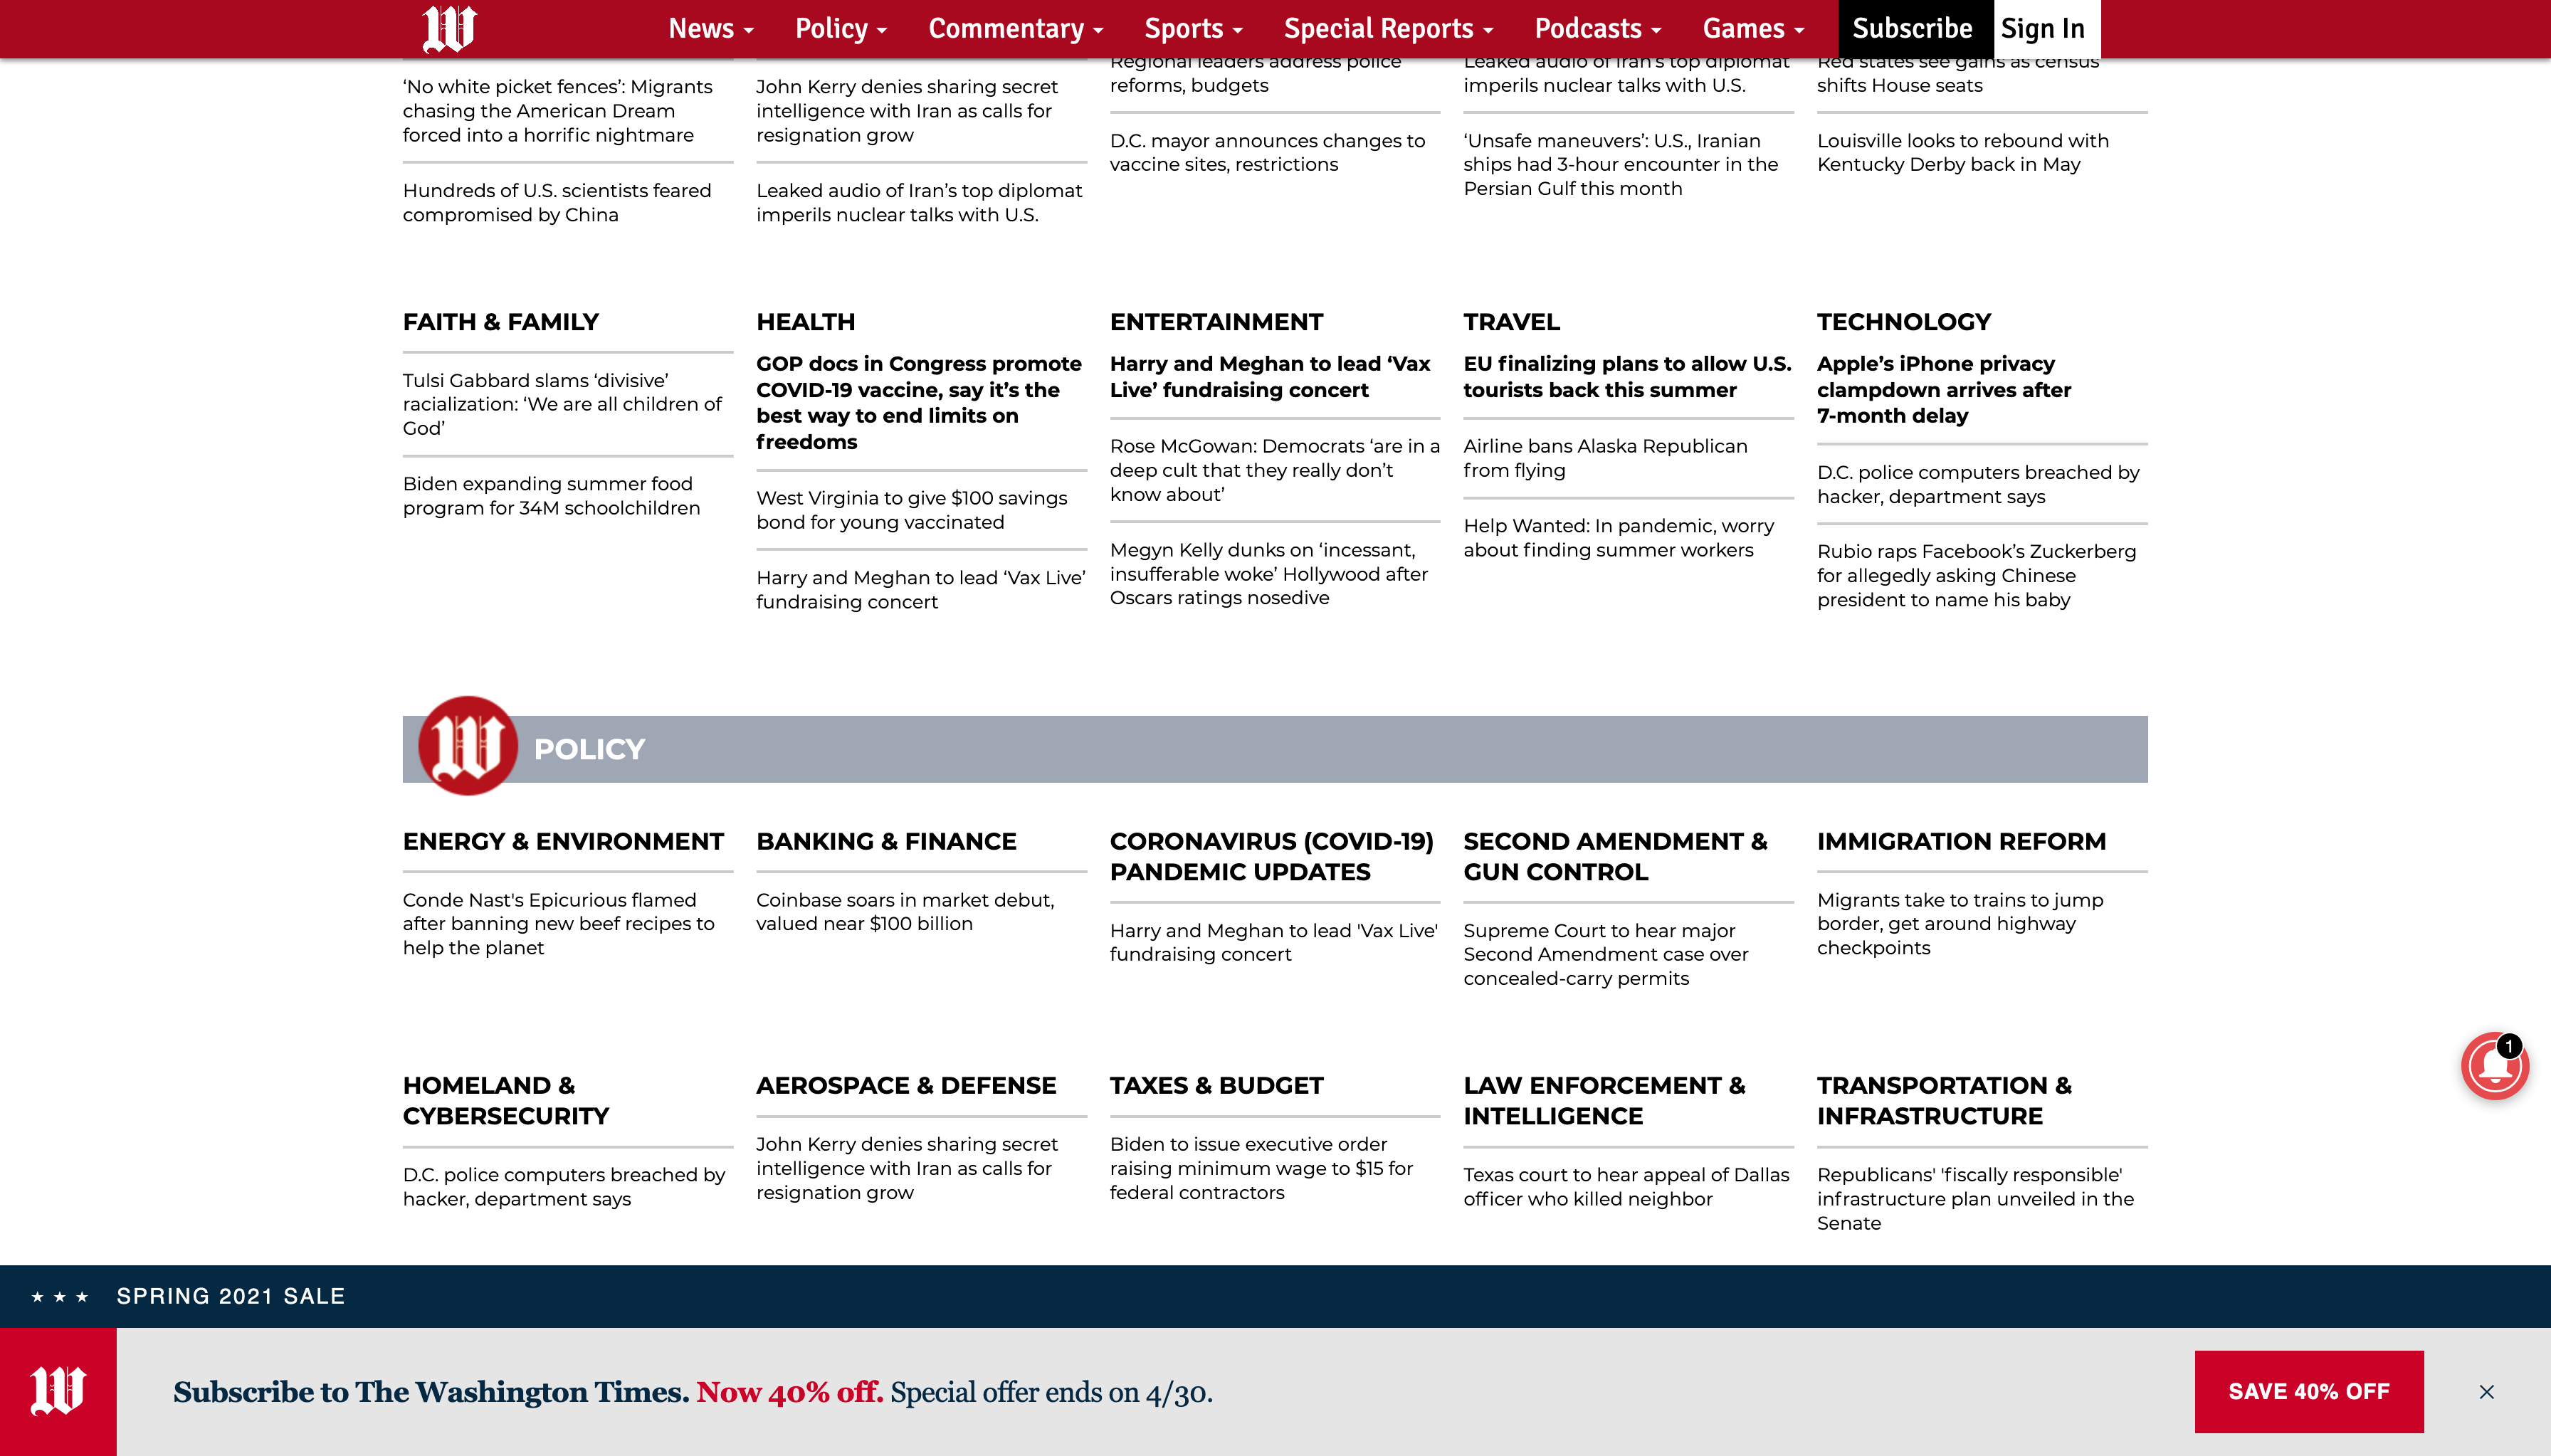 News
Policy
Commentary
Sports
Special Reports
Podcasts
Games
Subscribe
Sign In
'No white picket fences': Migrants
chasing the American Dream
forced into a horrific nightmare
Hundreds of U.S. scientists feared
compromised by China
John Kerry denies sharing secret
intelligence with Iran as calls for
resignation grow
Leaked audio of Iran's top diplomat
imperils nuclear talks with U.S.
Regional leaders address police
reforms, budgets
D.C. mayor announces changes to
vaccine sites, restrictions
Leaked audio of Iran's top diplomat
imperils nuclear talks with U.S.
'Unsafe maneuvers': U.S., Iranian
ships had 3-hour encounter in the
Persian Gulf this month
Red states see gains as census
shifts House seats
Louisville looks to rebound with
Kentucky Derby back in May
FAITH & FAMILY
Tulsi Gabbard slams 'divisive'
racialization: 'We are all children of
God'
Biden expanding summer food
program for 34M schoolchildren
HEALTH
GOP docs in Congress promote
COVID-19 vaccine, say it's the
best way to end limits on
freedoms
West Virginia to give $100 savings
bond for young vaccinated
Harry and Meghan to lead 'Vax Live'
fundraising concert
ENTERTAINMENT
Harry and Meghan to lead 'Vax
Live' fundraising concert
Rose McGowan: Democrats 'are in a
deep cult that they really don't
know about'
Megyn Kelly dunks on 'incessant,
insufferable woke' Hollywood after
Oscars ratings nosedive
TRAVEL
EU finalizing plans to allow U.S.
tourists back this summer
Airline bans Alaska Republican
from flying
Help Wanted: In pandemic, worry
about finding summer workers
TECHNOLOGY
Apple's iPhone privacy
clampdown arrives after
7-month delay
D.C. police computers breached by
hacker, department says
Rubio raps Facebook's Zuckerberg
for allegedly asking Chinese
president to name his baby
W POLICY
ENERGY & ENVIRONMENT
Conde Nast's Epicurious flamed
after banning new beef recipes to
help the planet
BANKING & FINANCE
Coinbase soars in market debut,
valued near $100 billion
CORONAVIRUS (COVID-19)
PANDEMIC UPDATES
Harry and Meghan to lead 'Vax Live'
fundraising concert
SECOND AMENDMENT &
GUN CONTROL
Supreme Court to hear major
Second Amendment case over
concealed-carry permits
IMMIGRATION REFORM
Migrants take to trains to jump
border, get around highway
checkpoints
HOMELAND &
CYBERSECURITY
D.C. police computers breached by
hacker, department says
AEROSPACE & DEFENSE
John Kerry denies sharing secret
intelligence with Iran as calls for
resignation grow
TAXES & BUDGET
Biden to issue executive order
raising minimum wage to $15 for
federal contractors
LAW ENFORCEMENT &
INTELLIGENCE
Texas court to hear appeal of Dallas
officer who killed neighbor
TRANSPORTATION &
INFRASTRUCTURE
Republicans' 'fiscally responsible'
infrastructure plan unveiled in the
Senate
1
★ ★ ★ SPRING 2021 SALE
W
Subscribe to The Washington Times. Now 40% off. Special offer ends on 4/30.
SAVE 40% OFF